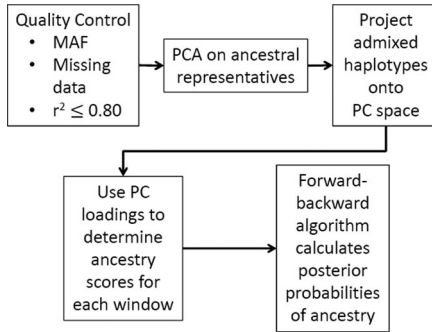 Quality Control
• MAF
• Missing data
• r² ≤ 0.80
PCA on ancestral
representatives
Project
admixed
haplotypes
onto
PC space
Use PC
loadings to
determine
ancestry
scores for
each window
Forward-
backward
algorithm
calculates
posterior
probabilities
of ancestry